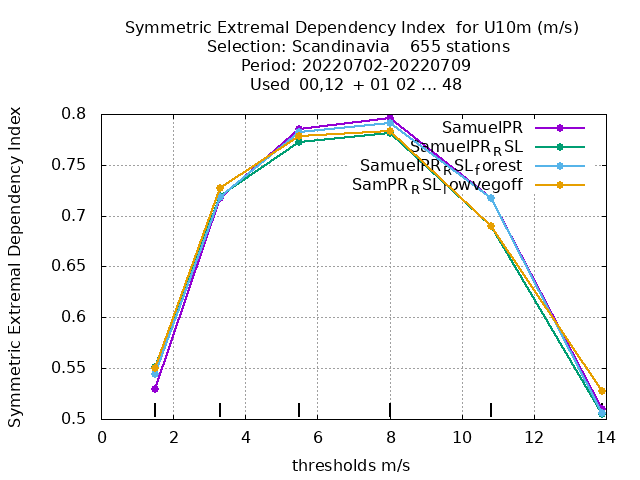 Symmetric Extremal Dependency Index  for U10m (m/s)
Selection: Scandinavia    655 stations
Period: 20220702-20220709
Used  00,12  + 01 02 ... 48
Symmetric Extremal Dependency Index
0.8
0.75
0.7
0.65
0.6
0.55
0.5
SamuelPR
SamuelPR_RSL
SamuelPR_RSL_forest
SamPR_RSL_lowvegoff
0 2 4 6 8 10 12 14
thresholds m/s